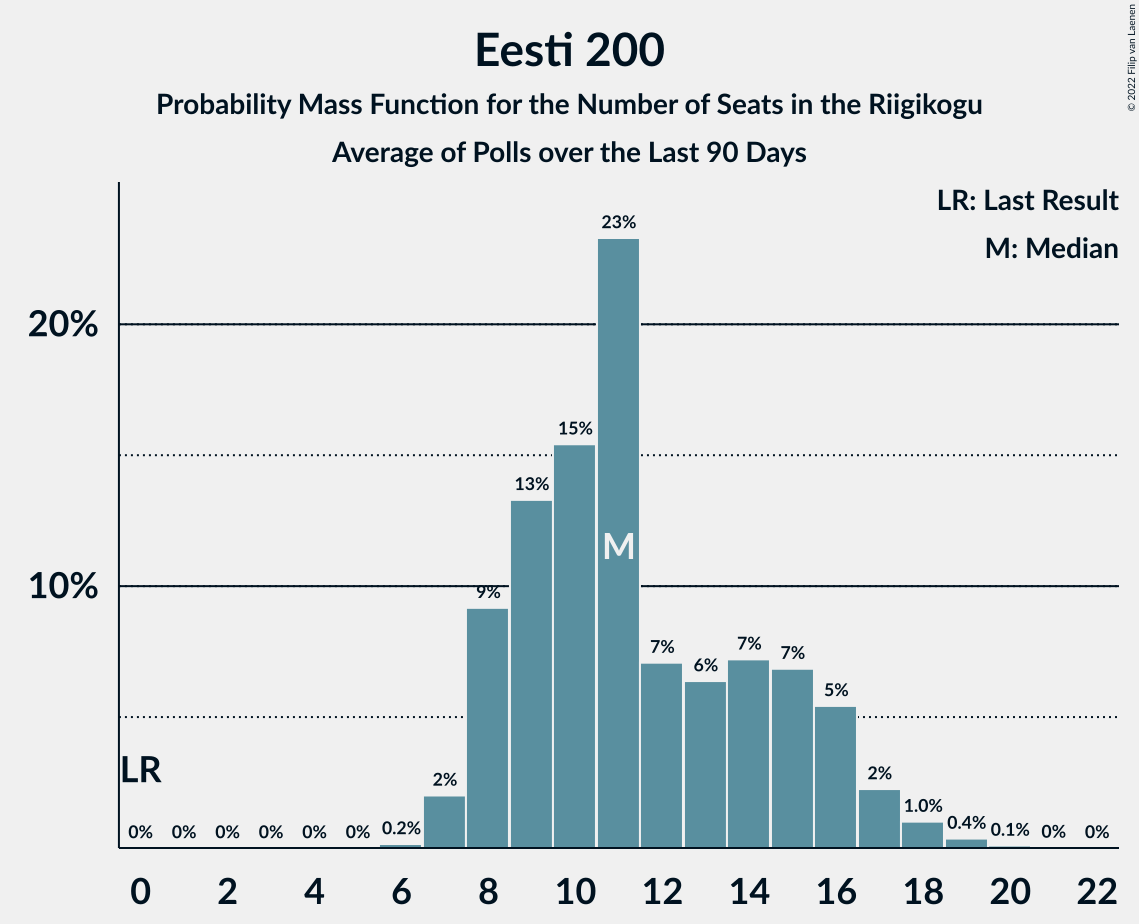 Eesti 200
Probability Mass Function for the Number of Seats in the Riigikogu
Average of Polls over the Last 90 Days
© 2022 Filip van Laenen
LR: Last Result
M: Median
23%
20%
15%
13%
M
10%
9%
7%
6%
7%
7%
5%
LR
2%
2%
0%
0%
0%
0%
0%
0%
0.2%
1.0%
0.4%
0.1%
0%
0%
0 2 4 6 8 10 12 14 16 18 20 22